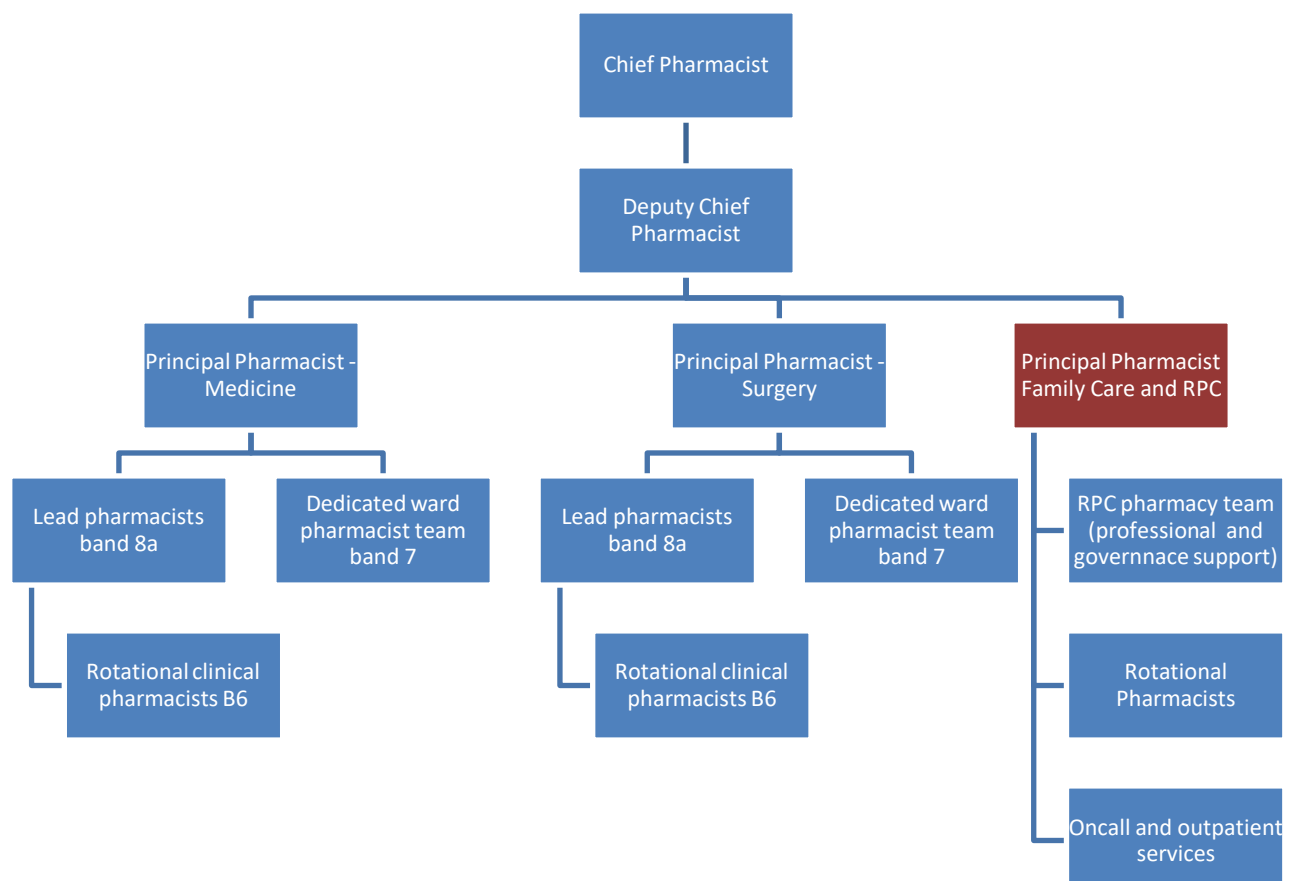 Chief Pharmacist
Deputy Chief
Pharmacist
Principal Pharmacist -
Medicine
Principal Pharmacist -
Surgery
Principal Pharmacist
Family Care and RPC
Lead pharmacists
band 8a
Dedicated ward
pharmacist team
band 7
Lead pharmacists
band 8a
Dedicated ward
pharmacist team
band 7
RPC pharmacy team
(professional and
governnace support)
Rotational clinical
pharmacists B6
Rotational clinical
pharmacists B6
Rotational
Pharmacists
Oncall and outpatient
services